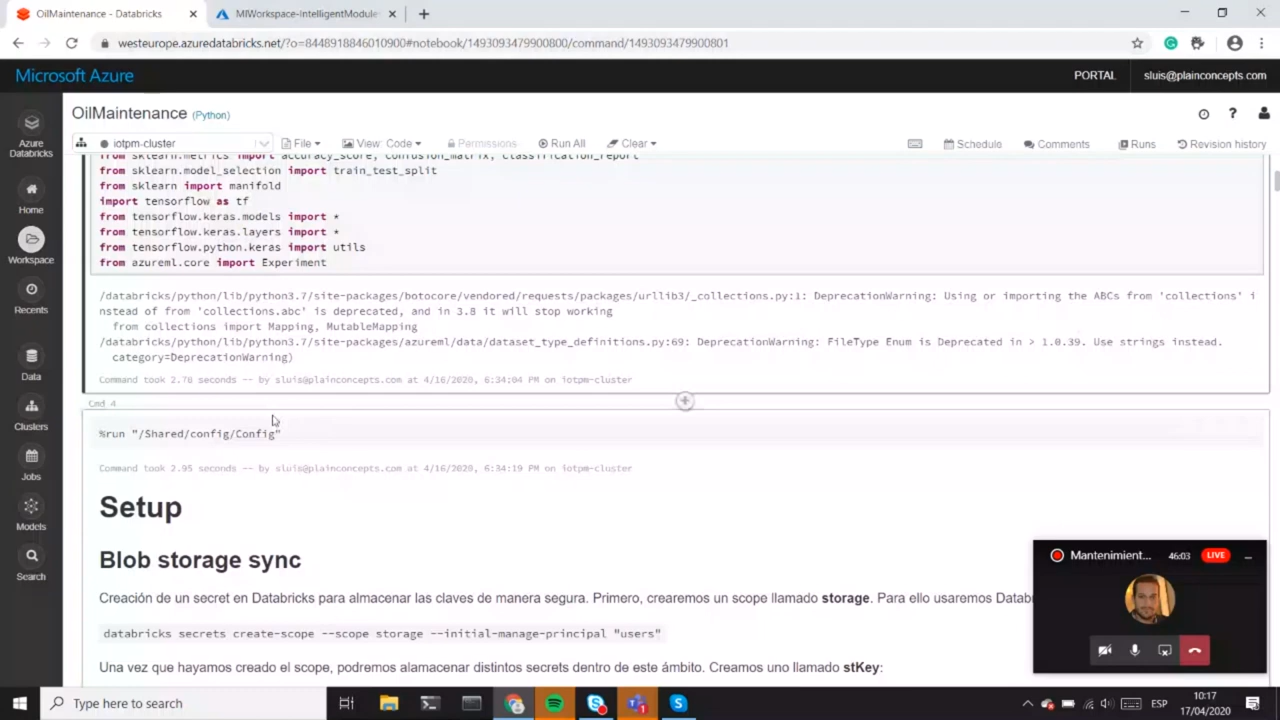 OilMaintenance - Databricks
MIWorkspace-IntelligentModule
westeurope.azuredatabricks.net/?o=8448918846010900#notebook/1493093479900800/command/1493093479900801
Microsoft Azure
PORTAL
sluis@plainconcepts.com
OilMaintenance (Python)
iotpm-cluster
File
View: Code
Permissions
Run All
Clear
Schedule
Comments
Runs
Revision history
Azure
Databricks
Home
Workspace
Recents
Data
Clusters
Jobs
Models
Search
from sklearn.metrics import accuracy_score, confusion_matrix, classification_report
from sklearn.model_selection import train_test_split
from sklearn import manifold
import tensorflow as tf
from tensorflow.keras.models import *
from tensorflow.keras.layers import *
from tensorflow.python.keras import utils
from azureml.core import Experiment
/databricks/python/lib/python3.7/site-packages/botocore/vendored/requests/packages/urllib3/_collections.py:1: DeprecationWarning: Using or importing the ABCs from 'collections' i
nstead of from 'collections.abc' is deprecated, and in 3.8 it will stop working
from collections import Mapping, MutableMapping
/databricks/python/lib/python3.7/site-packages/azureml/data/dataset_type_definitions.py:69: DeprecationWarning: FileType Enum is Deprecated in > 1.0.39. Use strings instead.
category=DeprecationWarning)
Command took 2.78 seconds -- by sluis@plainconcepts.com at 4/16/2020, 6:34:04 PM on iotpm-cluster
Cmd 4
%run "/Shared/config/Config"
Command took 2.95 seconds -- by sluis@plainconcepts.com at 4/16/2020, 6:34:19 PM on iotpm-cluster
Setup
Blob storage sync
Creación de un secret en Databricks para almacenar las claves de manera segura. Primero, crearemos un scope llamado storage. Para ello usaremos Datab
databricks secrets create-scope --scope storage --initial-manage-principal "users"
Una vez que hayamos creado el scope, podremos alamacenar distintos secrets dentro de este ámbito. Creamos uno llamado stKey:
Mantenimient...
46:03
LIVE
Type here to search
ESP
10:17
17/04/2020